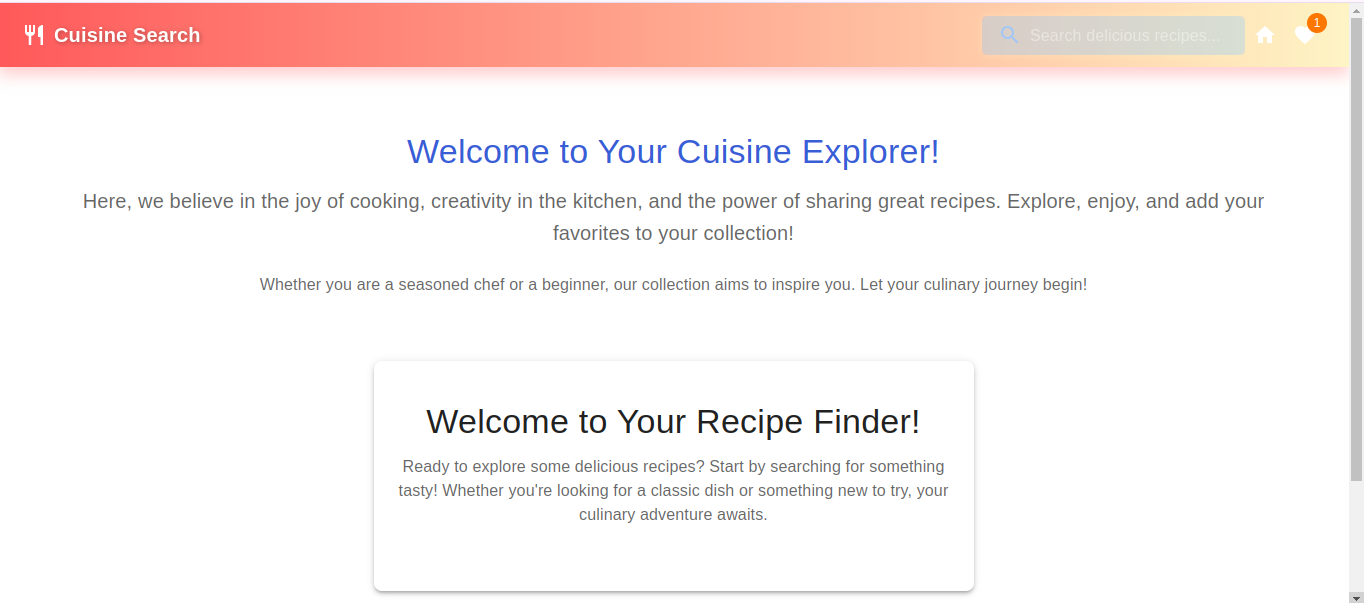 Cuisine Search
Search delicious recipes...
1
Welcome to Your Cuisine Explorer!
Here, we believe in the joy of cooking, creativity in the kitchen, and the power of sharing great recipes. Explore, enjoy, and add your
favorites to your collection!
Whether you are a seasoned chef or a beginner, our collection aims to inspire you. Let your culinary journey begin!
Welcome to Your Recipe Finder!
Ready to explore some delicious recipes? Start by searching for something
tasty! Whether you're looking for a classic dish or something new to try, your
culinary adventure awaits.